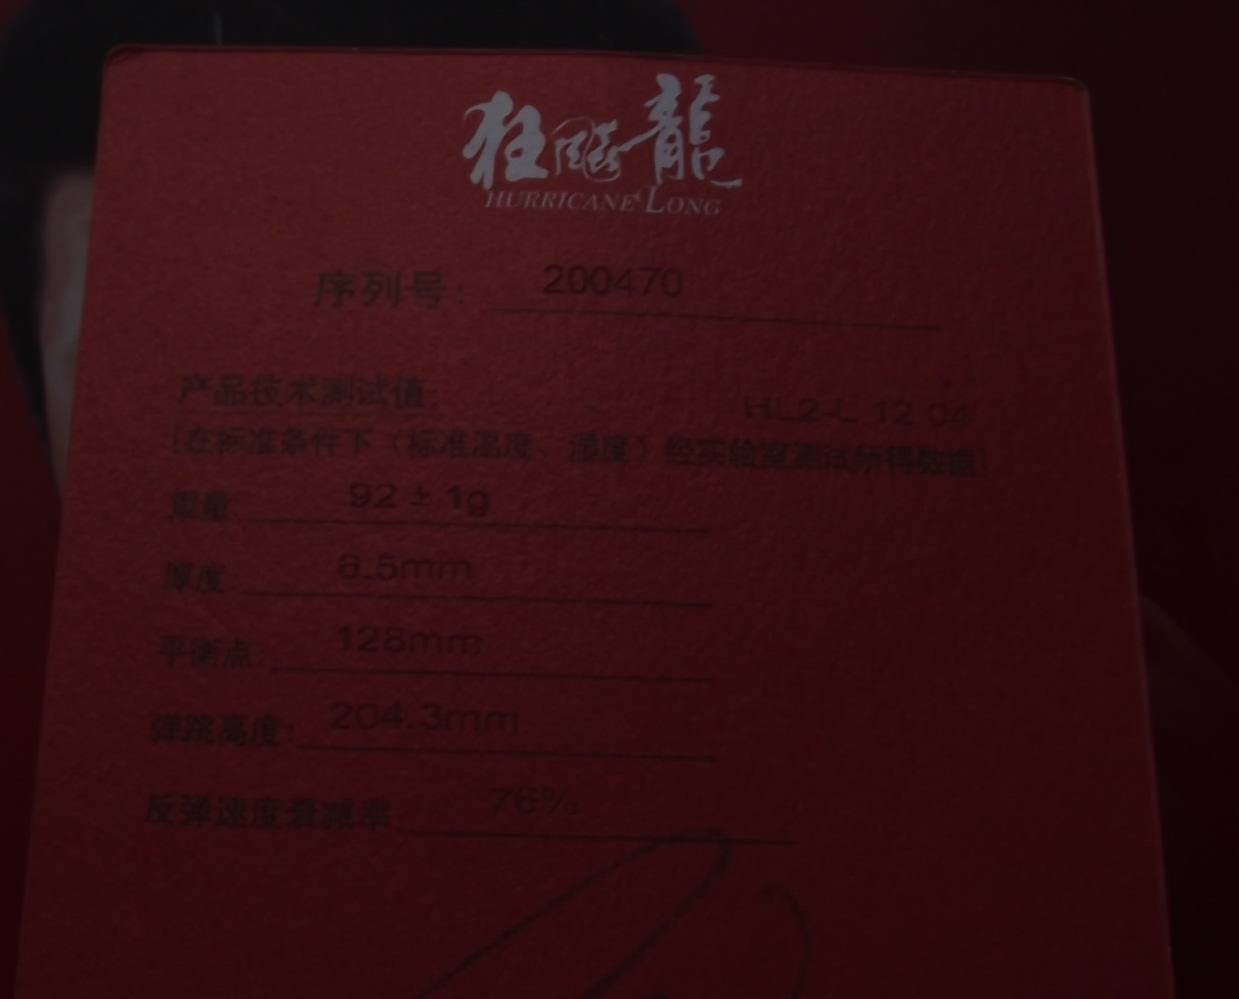 狂飚龍
HURRICANE LONG
序列号： 200470
产品技术测试值： HL2-L 12 04
[在标准条件下（标准温度、湿度）经实验室测试所得数据]
重量 92 ± 1g
厚度 6.5mm
平衡点： 128mm
弹跳高度： 204.3mm
反弹速度衰减率 76%